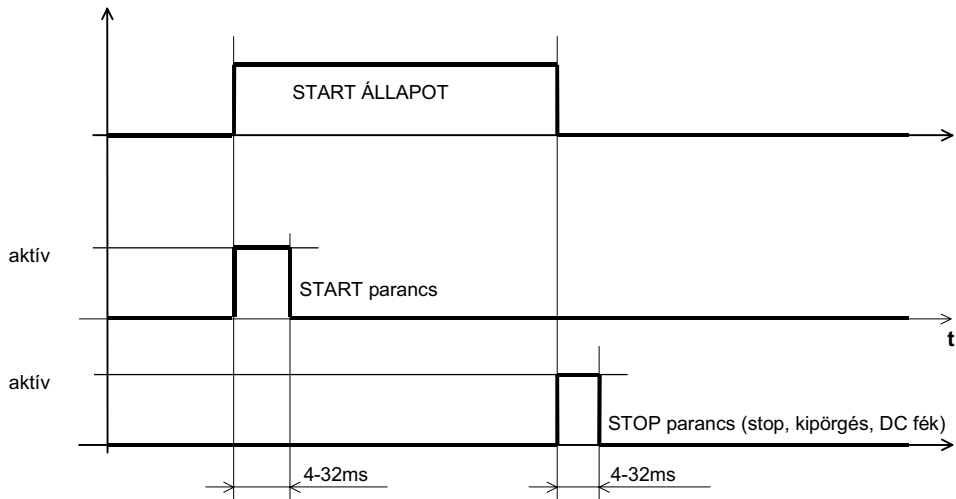 START ÁLLAPOT
aktív
START parancs
t
aktív
STOP parancs (stop, kipörgés, DC fék)
4-32ms
4-32ms